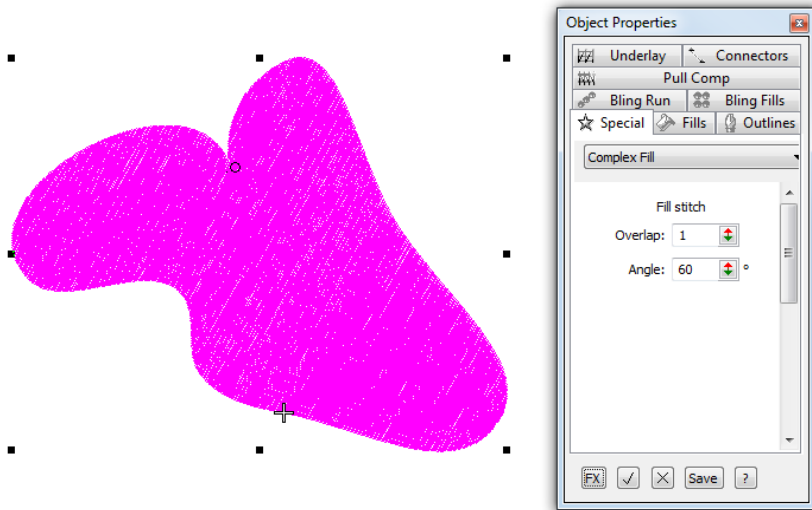 Object Properties
Underlay Connectors
Pull Comp
Bling Run Bling Fills
Special Fills Outlines
Complex Fill
Fill stitch
Overlap: 1
Angle: 60 °
FX Save ?